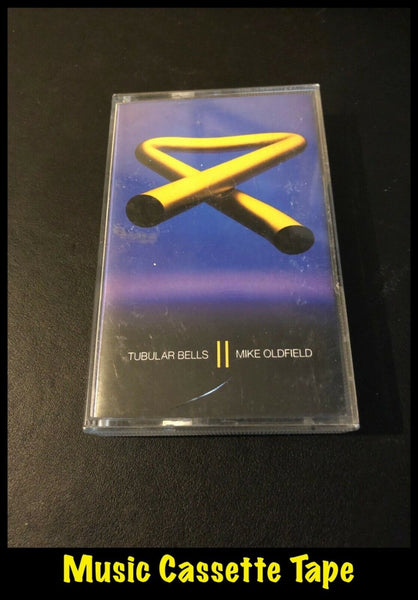 TUBULAR BELLS II MIKE OLDFIELD
Music Cassette Tape